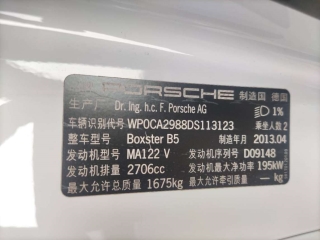 PORSCHE 制造国 德国
生产厂 Dr. Ing. h.c. F. Porsche AG 1%
车辆识别代号 WP0CA2988DS113123 乘坐人数 2
整车型号 Boxster B5 制造年月 2013.04
发动机型号 MA122 V 发动机序列号 D09148
发动机排量 2706cc 发动机最大净功率 195kW
最大允许总质量 1675kg 最大允许牵引质量 — kg